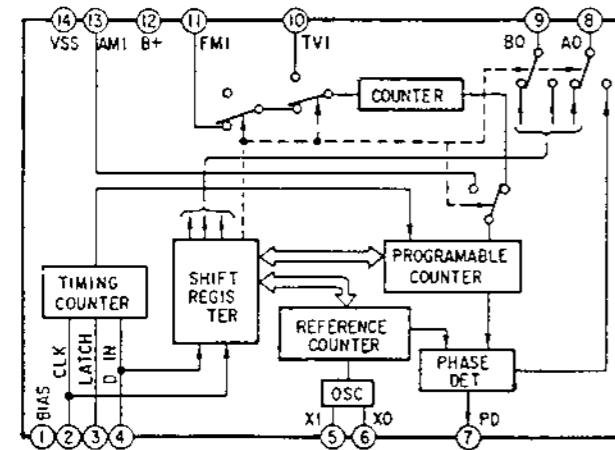 14 13 12 11 10 9 8
VSS AM1 B+ FM1 TV1 BO AO
COUNTER
TIMING
COUNTER
SHIFT
REGIS
TER
PROGRAMABLE
COUNTER
REFERENCE
COUNTER
PHASE
DET
OSC
BIAS
CLK
LATCH
D IN
X1 XO PD
1 2 3 4 5 6 7